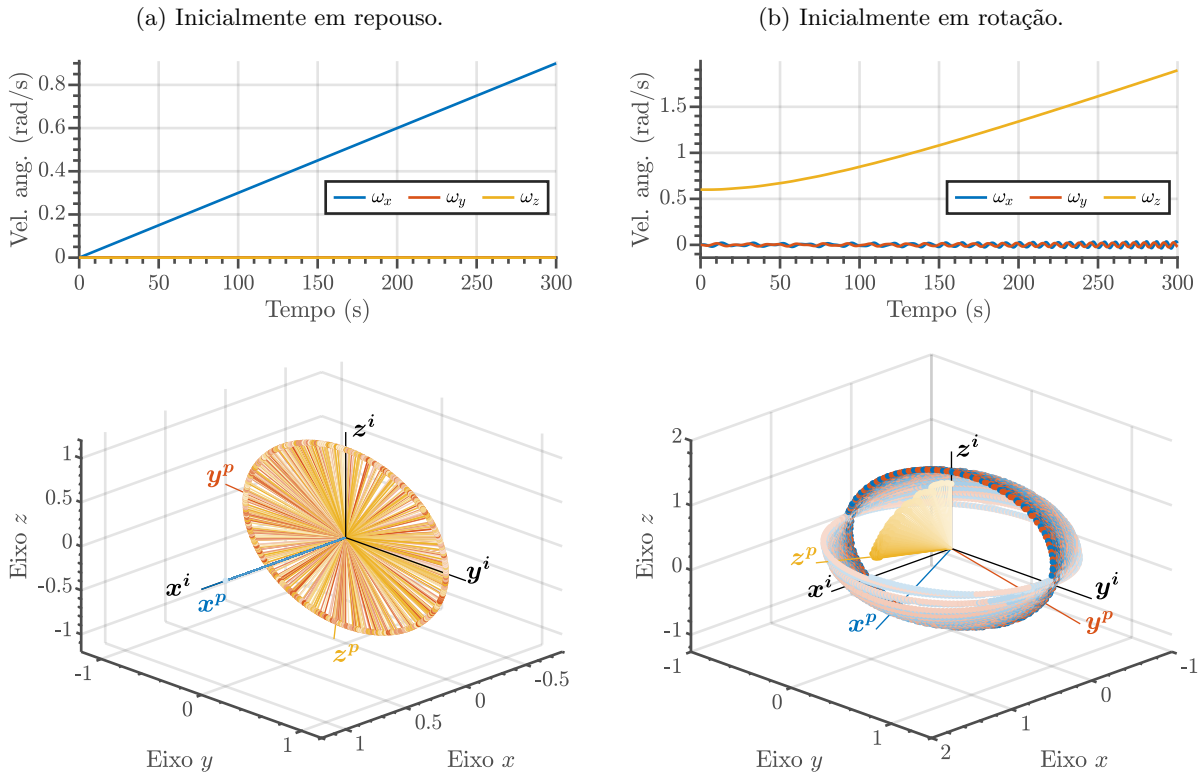 (a) Inicialmente em repouso.
(b) Inicialmente em rotação.
Vel. ang. (rad/s)
0.8
0.6
0.4
0.2
0
ωx ωy ωz
0 50 100 150 200 250 300
Tempo (s)
Vel. ang. (rad/s)
1.5
1
0.5
0
ωx ωy ωz
0 50 100 150 200 250 300
Tempo (s)
Eixo z
1
0.5
0
-0.5
-1
z^i
y^p
y^i
x^i
x^p
z^p
-1
0
1
Eixo y
1
0.5
0
-0.5
Eixo x
Eixo z
2
1
0
-1
z^i
z^p
x^i
y^i
x^p
y^p
-1
0
1
Eixo y
2
1
0
-1
Eixo x